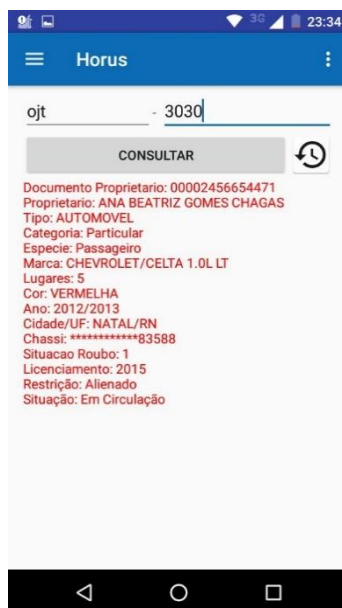 3G 23:34
Horus
ojt - 3030
CONSULTAR
Documento Proprietario: 00002456654471
Proprietario: ANA BEATRIZ GOMES CHAGAS
Tipo: AUTOMOVEL
Categoria: Particular
Especie: Passageiro
Marca: CHEVROLET/CELTA 1.0L LT
Lugares: 5
Cor: VERMELHA
Ano: 2012/2013
Cidade/UF: NATAL/RN
Chassi: ************83588
Situacao Roubo: 1
Licenciamento: 2015
Restrição: Alienado
Situação: Em Circulação